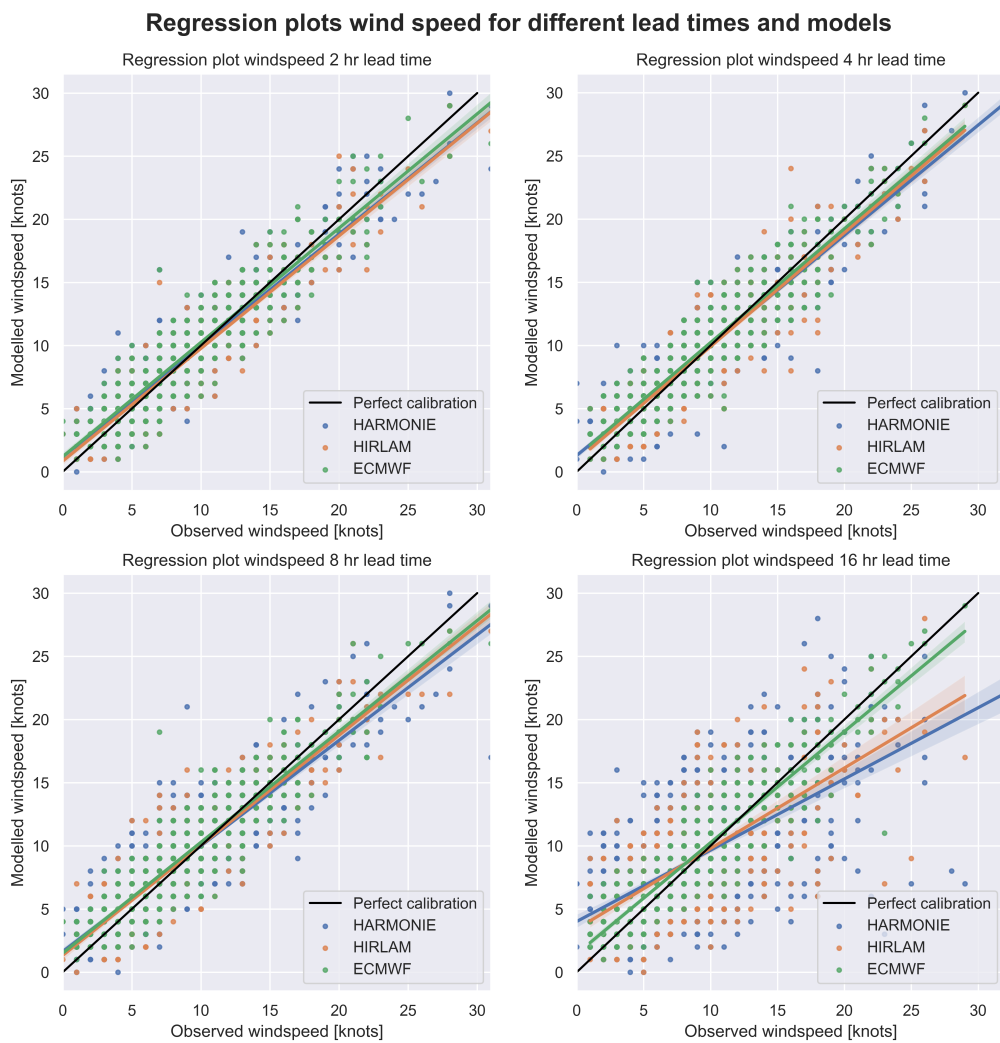 Regression plots wind speed for different lead times and models
Regression plot windspeed 2 hr lead time
Modelled windspeed [knots]
30
25
20
15
10
5
0
Perfect calibration
HARMONIE
HIRLAM
ECMWF
0 5 10 15 20 25 30
Observed windspeed [knots]
Regression plot windspeed 4 hr lead time
Modelled windspeed [knots]
30
25
20
15
10
5
0
Perfect calibration
HARMONIE
HIRLAM
ECMWF
0 5 10 15 20 25 30
Observed windspeed [knots]
Regression plot windspeed 8 hr lead time
Modelled windspeed [knots]
30
25
20
15
10
5
0
Perfect calibration
HARMONIE
HIRLAM
ECMWF
0 5 10 15 20 25 30
Observed windspeed [knots]
Regression plot windspeed 16 hr lead time
Modelled windspeed [knots]
30
25
20
15
10
5
0
Perfect calibration
HARMONIE
HIRLAM
ECMWF
0 5 10 15 20 25 30
Observed windspeed [knots]